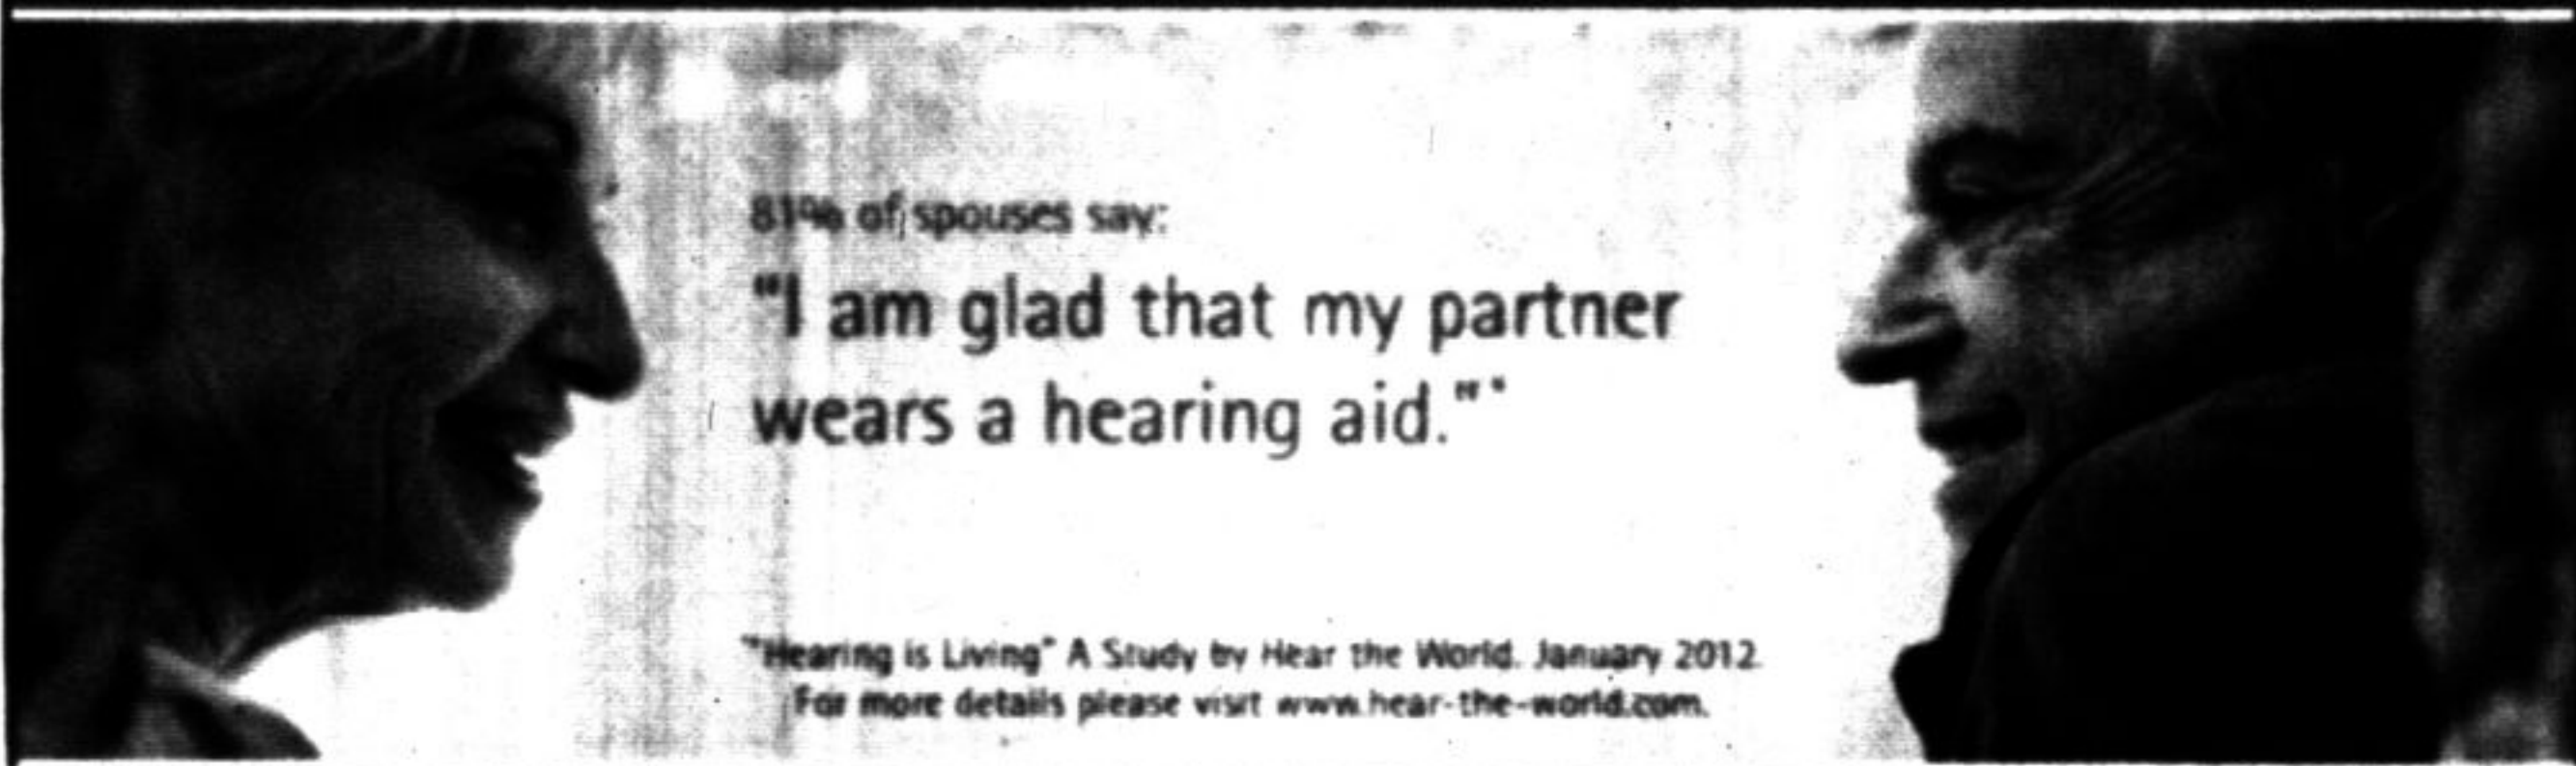 81% of spouses say:
"I am glad that my partner
wears a hearing aid."*
*"Hearing is Living" A Study by Hear the World. January 2012.
For more details please visit www.hear-the-world.com.